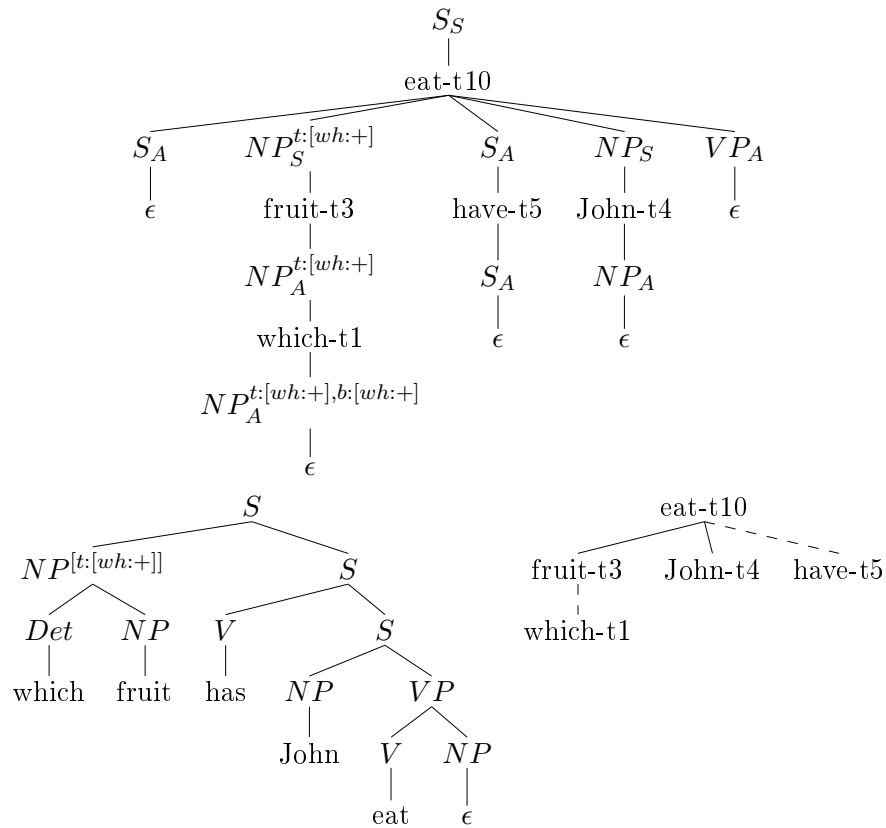 S_S
eat-t10
S_A NP_S^{t:[wh:+]} S_A NP_S VP_A
ϵ fruit-t3 have-t5 John-t4 ϵ
NP_A^{t:[wh:+]} S_A NP_A
which-t1 ϵ ϵ
NP_A^{t:[wh:+],b:[wh:+]}
ϵ
S eat-t10
NP^{[t:[wh:+]]} S fruit-t3 John-t4 have-t5
Det NP V S which-t1
which fruit has NP VP
John V NP
eat ϵ